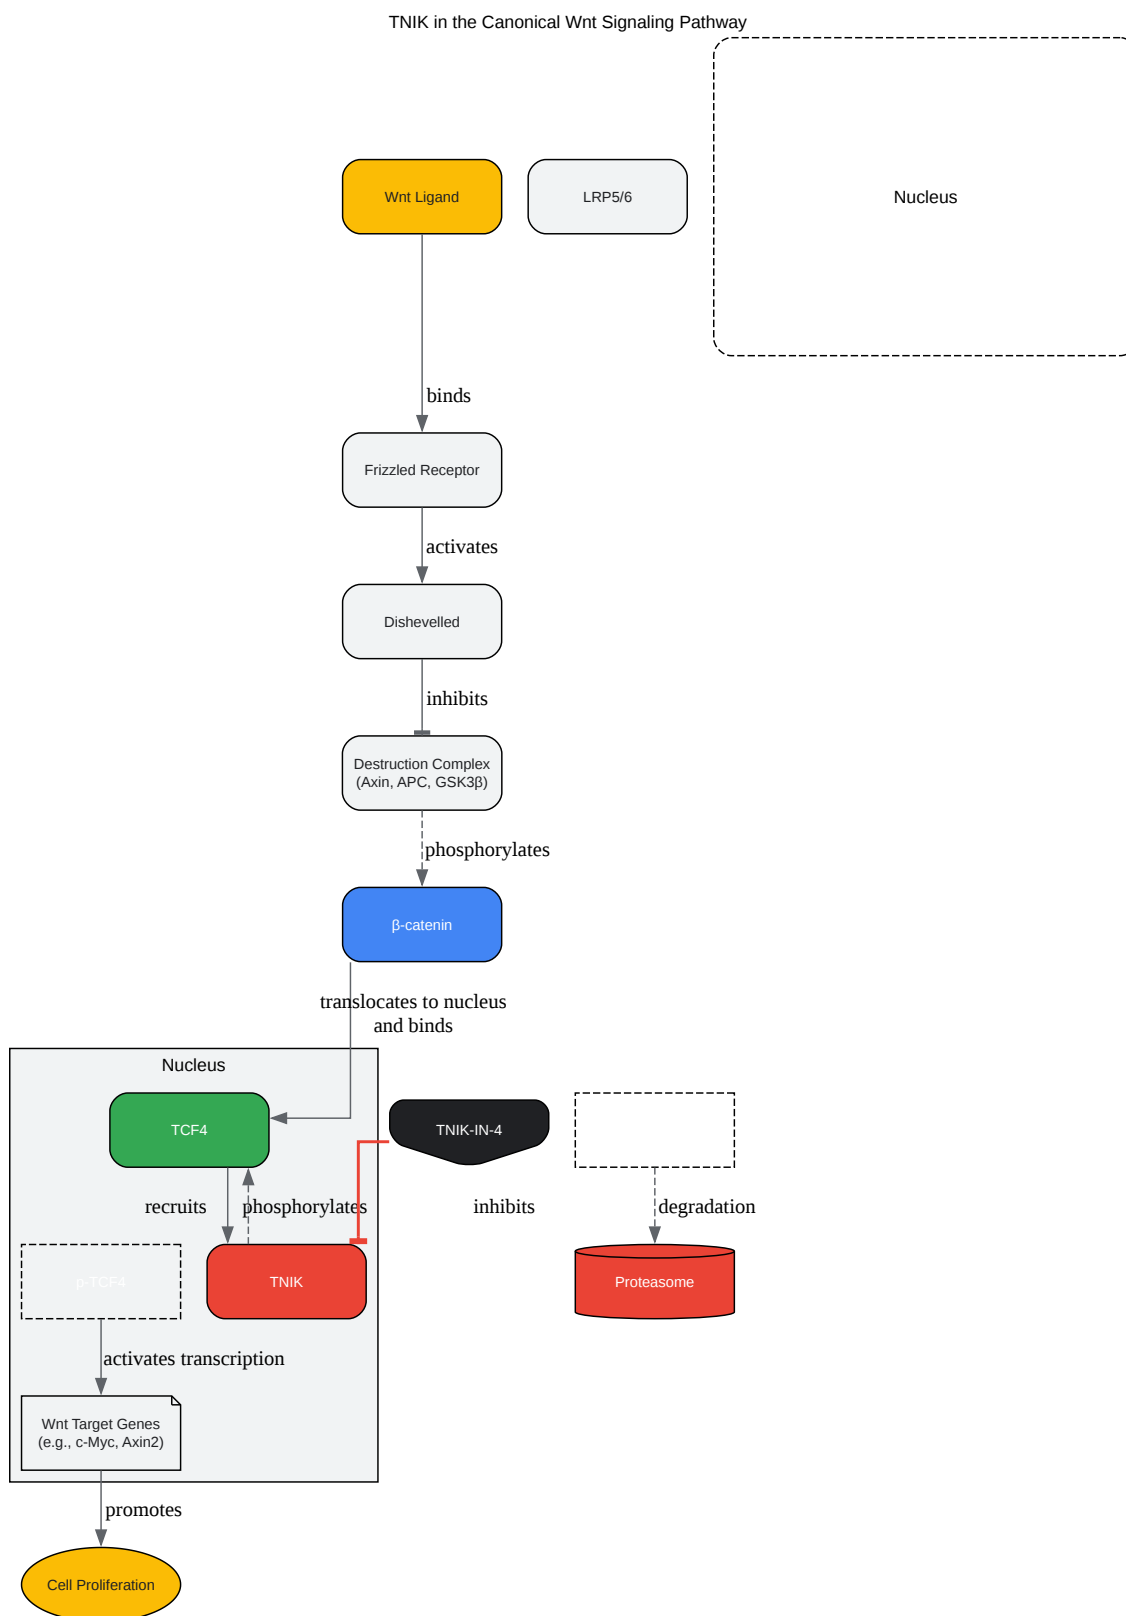 TNIK in the Canonical Wnt Signaling Pathway
Wnt Ligand
LRP5/6
Nucleus
binds
Frizzled Receptor
activates
Dishevelled
inhibits
Destruction Complex
(Axin, APC, GSK3β)
phosphorylates
β-catenin
translocates to nucleus
and binds
Nucleus
TCF4
TNIK-IN-4
recruits
phosphorylates
inhibits
degradation
p-TCF4
TNIK
Proteasome
activates transcription
Wnt Target Genes
(e.g., c-Myc, Axin2)
promotes
Cell Proliferation